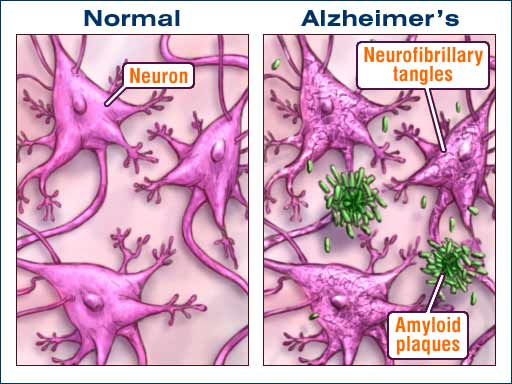 Normal
Neuron
Alzheimer's
Neurofibrillary
tangles
Amyloid
plaques